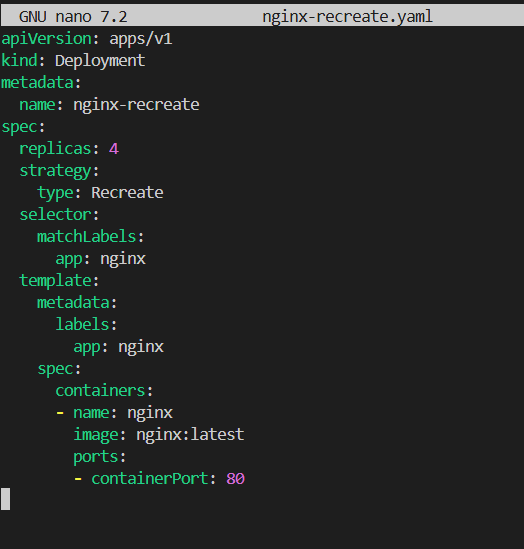 GNU nano 7.2 nginx-recreate.yaml
apiVersion: apps/v1
kind: Deployment
metadata:
  name: nginx-recreate
spec:
  replicas: 4
  strategy:
    type: Recreate
  selector:
    matchLabels:
      app: nginx
  template:
    metadata:
      labels:
        app: nginx
    spec:
      containers:
      - name: nginx
        image: nginx:latest
        ports:
        - containerPort: 80